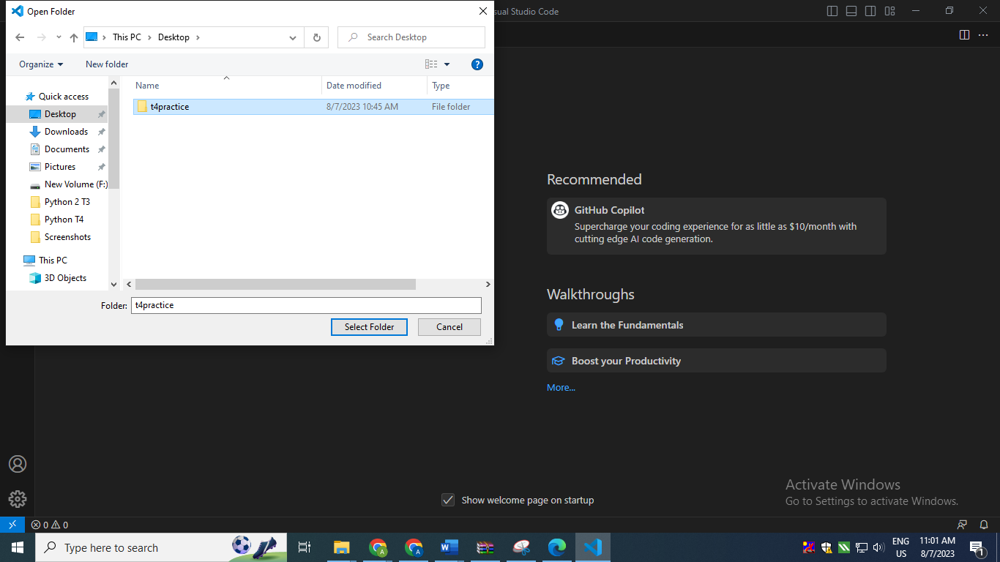 Open Folder
sual Studio Code
This PC
Desktop
Search Desktop
Organize
New folder
?
Name
Date modified
Type
Quick access
Desktop
Downloads
Documents
Pictures
New Volume (F:)
Python 2 T3
Python T4
Screenshots
This PC
3D Objects
t4practice
8/7/2023 10:45 AM
File folder
Folder:
t4practice
Select Folder
Cancel
Recommended
GitHub Copilot
Supercharge your coding experience for as little as $10/month with
cutting edge AI code generation.
Walkthroughs
Learn the Fundamentals
Boost your Productivity
More...
Show welcome page on startup
Activate Windows
Go to Settings to activate Windows.
0
0
Type here to search
A
A
W
ENG
US
11:01 AM
8/7/2023
1